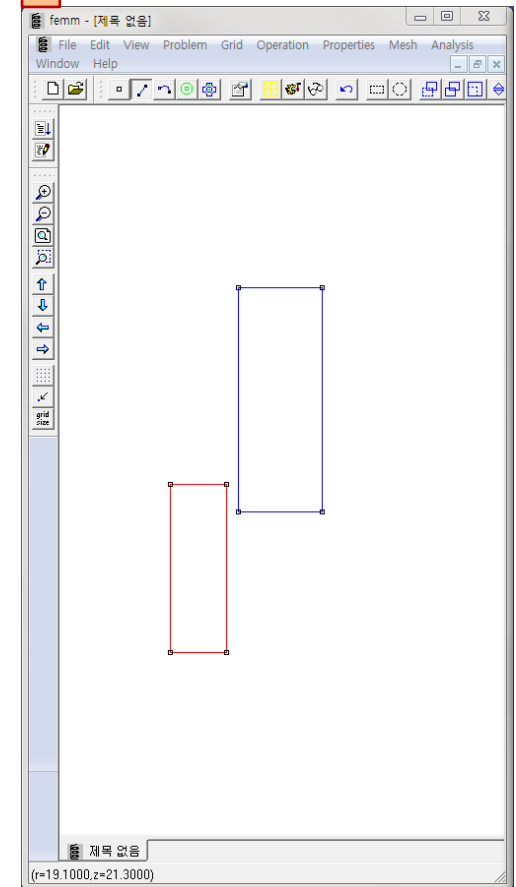 femm - [제목 없음]
File Edit View Problem Grid Operation Properties Mesh Analysis
Window Help
grid
size
제목 없음
(r=19.1000,z=21.3000)